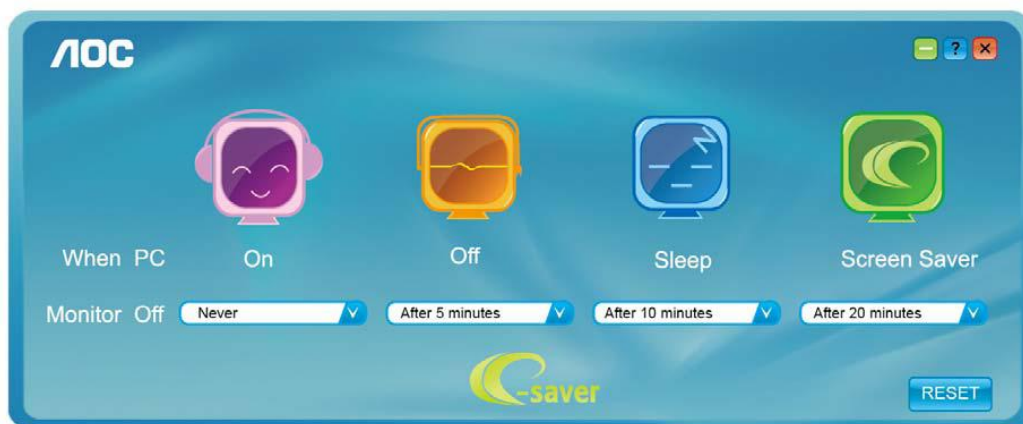 AOC
?
When PC On Off Sleep Screen Saver
Monitor Off Never After 5 minutes After 10 minutes After 20 minutes
e-saver
RESET